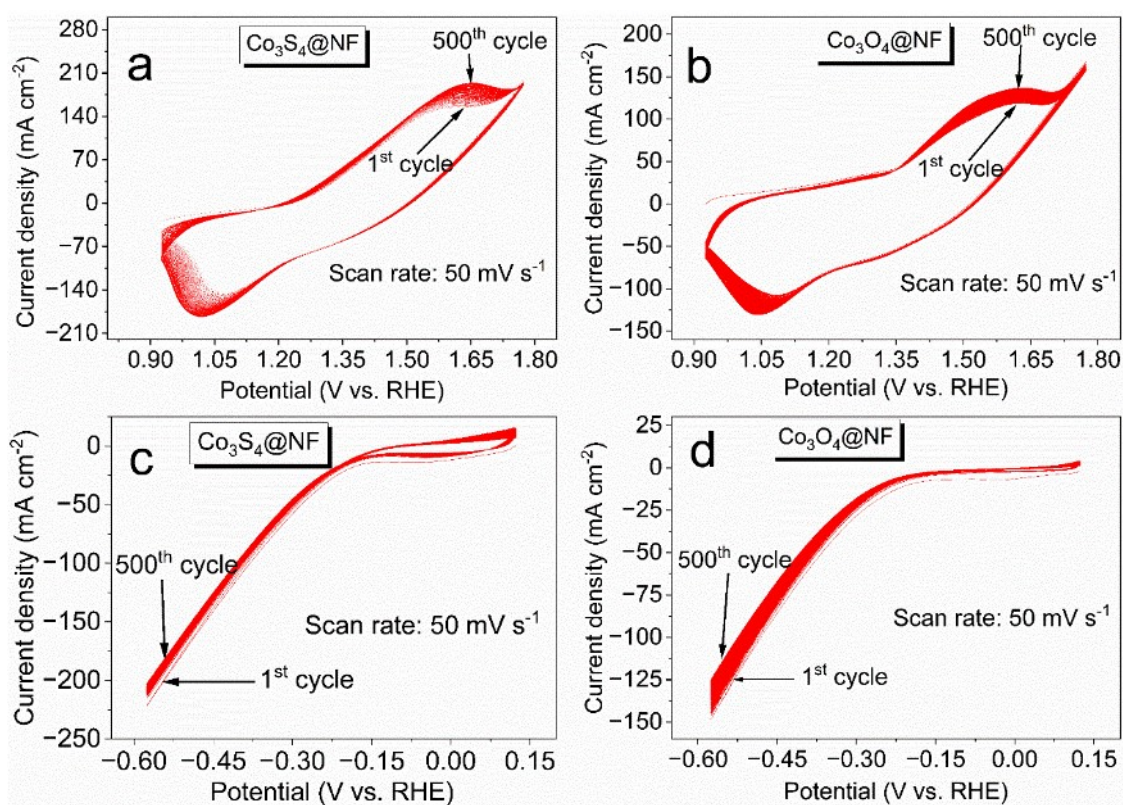 a
Co₃S₄@NF
500ᵗʰ cycle
1ˢᵗ cycle
Scan rate: 50 mV s⁻¹
Current density (mA cm⁻²)
280
210
140
70
0
−70
−140
−210
0.90 1.05 1.20 1.35 1.50 1.65 1.80
Potential (V vs. RHE)
b
Co₃O₄@NF
500ᵗʰ cycle
1ˢᵗ cycle
Scan rate: 50 mV s⁻¹
Current density (mA cm⁻²)
200
150
100
50
0
−50
−100
−150
0.90 1.05 1.20 1.35 1.50 1.65 1.80
Potential (V vs. RHE)
c
Co₃S₄@NF
500ᵗʰ cycle
1ˢᵗ cycle
Scan rate: 50 mV s⁻¹
Current density (mA cm⁻²)
0
−50
−100
−150
−200
−250
−0.60 −0.45 −0.30 −0.15 0.00 0.15
Potential (V vs. RHE)
d
Co₃O₄@NF
500ᵗʰ cycle
1ˢᵗ cycle
Scan rate: 50 mV s⁻¹
Current density (mA cm⁻²)
25
0
−25
−50
−75
−100
−125
−150
−0.60 −0.45 −0.30 −0.15 0.00 0.15
Potential (V vs. RHE)